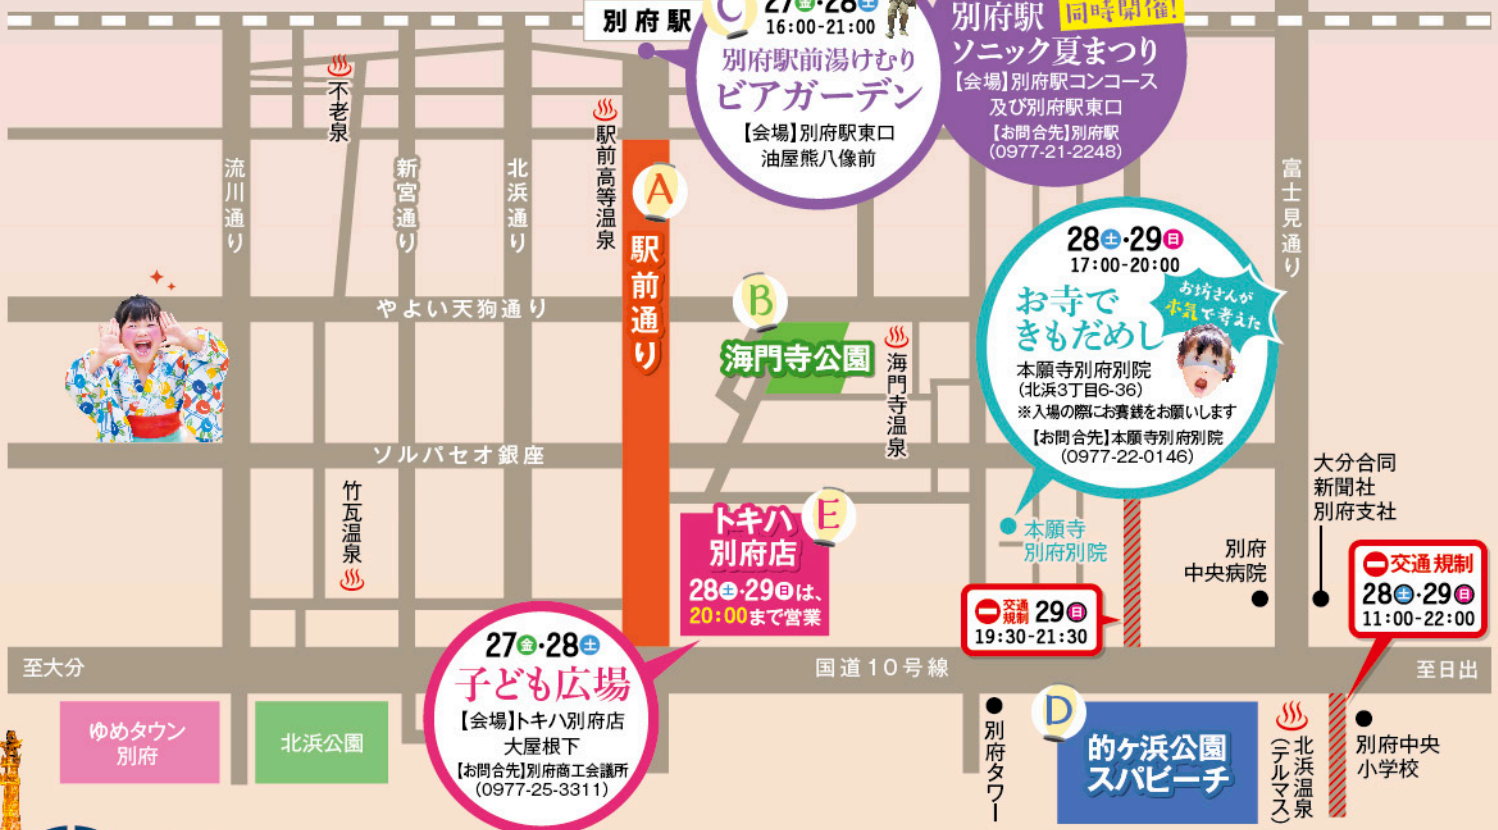 別府駅
C
27金・28土
16:00-21:00
別府駅前湯けむり
ビアガーデン
【会場】別府駅東口
油屋熊八像前
同時開催!
別府駅
ソニック夏まつり
【会場】別府駅コンコース
及び別府駅東口
【お問合先】別府駅
(0977-21-2248)
不老泉
駅前高等温泉
流川通り
新宮通り
北浜通り
富士見通り
A
駅前通り
やよい天狗通り
B
海門寺公園
海門寺温泉
28土・29日
17:00-20:00
お寺で
きもだめし
お坊さんが
本気で考えた
本願寺別府別院
(北浜3丁目6-36)
※入場の際にお賽銭をお願いします
【お問合先】本願寺別府別院
(0977-22-0146)
ソルパセオ銀座
竹瓦温泉
トキハ
別府店
E
28土・29日は、
20:00まで営業
本願寺
別府別院
別府
中央病院
大分合同
新聞社
別府支社
交通規制
28土・29日
11:00-22:00
交通
規制
29日
19:30-21:30
至大分
国道10号線
至日出
27金・28土
子ども広場
【会場】トキハ別府店
大屋根下
【お問合先】別府商工会議所
(0977-25-3311)
ゆめタウン
別府
北浜公園
別府タワー
D
的ヶ浜公園
スパビーチ
北浜温泉
(テルマス)
別府中央
小学校